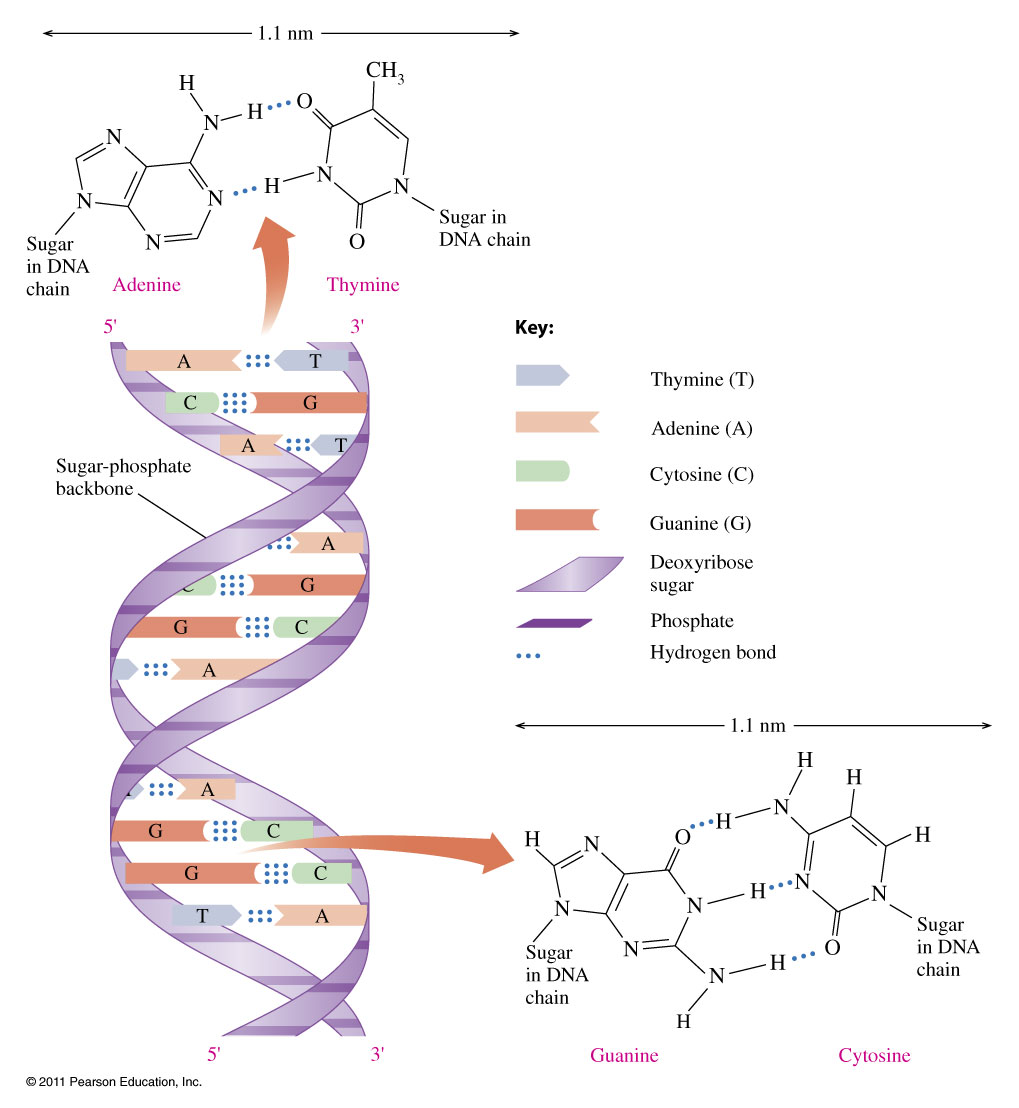 1.1 nm
CH₃
H
N
H
O
N
N
N
N
H
N
N
O
Sugar in
DNA chain
Sugar
in DNA
chain
Adenine
Thymine
5'
3'
A
T
C
G
A
T
Sugar-phosphate
backbone
A
C
G
G
C
A
A
G
C
G
C
T
A
5'
3'
Key:
Thymine (T)
Adenine (A)
Cytosine (C)
Guanine (G)
Deoxyribose
sugar
Phosphate
Hydrogen bond
1.1 nm
H
H
N
H
O
H
N
H
N
H
N
N
N
N
O
N
N
H
H
Sugar
in DNA
chain
Sugar
in DNA
chain
Guanine
Cytosine
© 2011 Pearson Education, Inc.